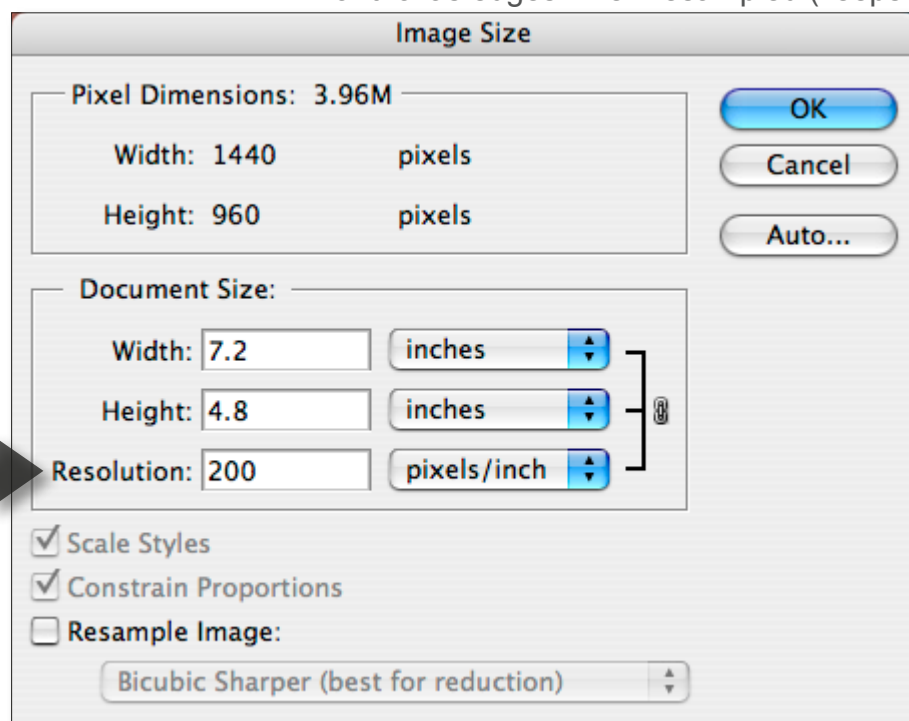 Image Size
Pixel Dimensions: 3.96M
OK
Width: 1440 pixels
Cancel
Height: 960 pixels
Auto...
Document Size:
Width: 7.2 inches
Height: 4.8 inches
Resolution: 200 pixels/inch
Scale Styles
Constrain Proportions
Resample Image:
Bicubic Sharper (best for reduction)